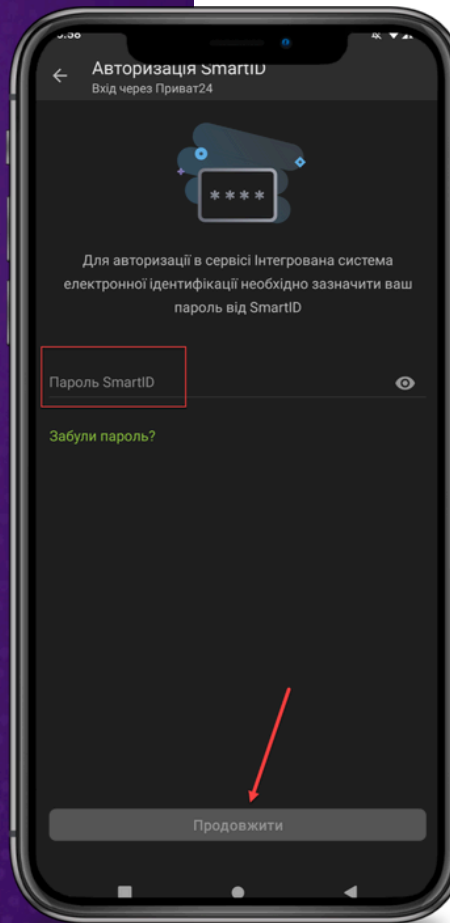 Авторизація SmartID
Вхід через Приват24
****
Для авторизації в сервісі Інтегрована система
електронної ідентифікації необхідно зазначити ваш
пароль від SmartID
Пароль SmartID
Забули пароль?
Продовжити